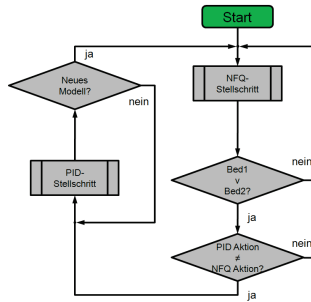 Start
ja
Neues
Modell?
nein
NFQ-
Stellschritt
PID-
Stellschritt
Bed1
v
Bed2?
nein
ja
PID Aktion
≠
NFQ Aktion?
nein
ja